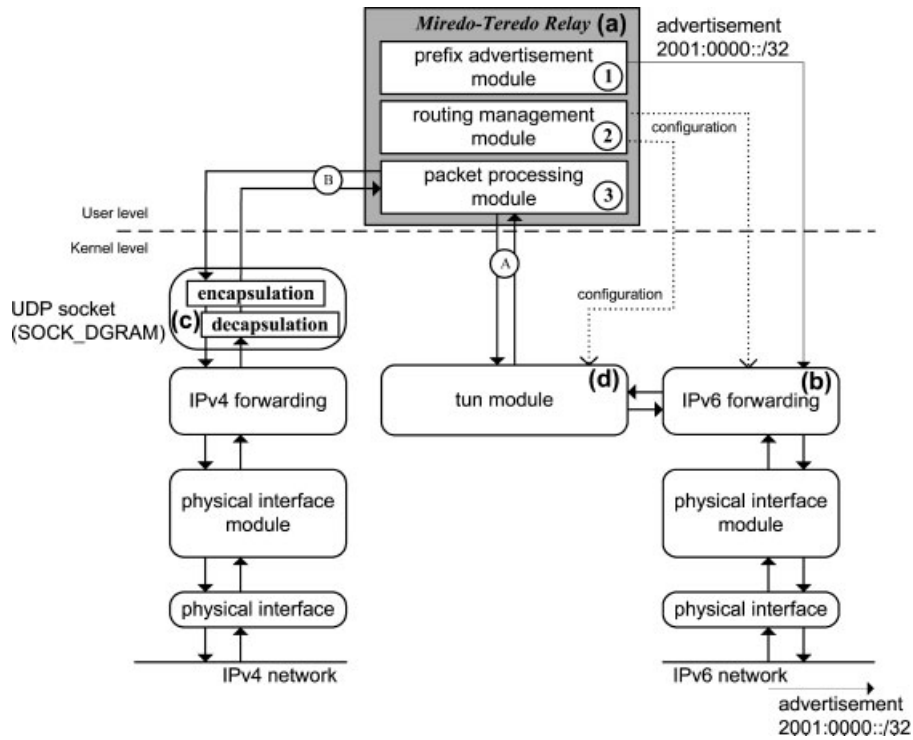 Miredo-Teredo Relay (a)
prefix advertisement
module
1
advertisement
2001:0000::/32
routing management
module
2
configuration
packet processing
module
3
B
User level
Kernel level
A
encapsulation
decapsulation
(c)
UDP socket
(SOCK_DGRAM)
configuration
IPv4 forwarding
tun module
(d)
IPv6 forwarding
(b)
physical interface
module
physical interface
module
physical interface
physical interface
IPv4 network
IPv6 network
advertisement
2001:0000::/32